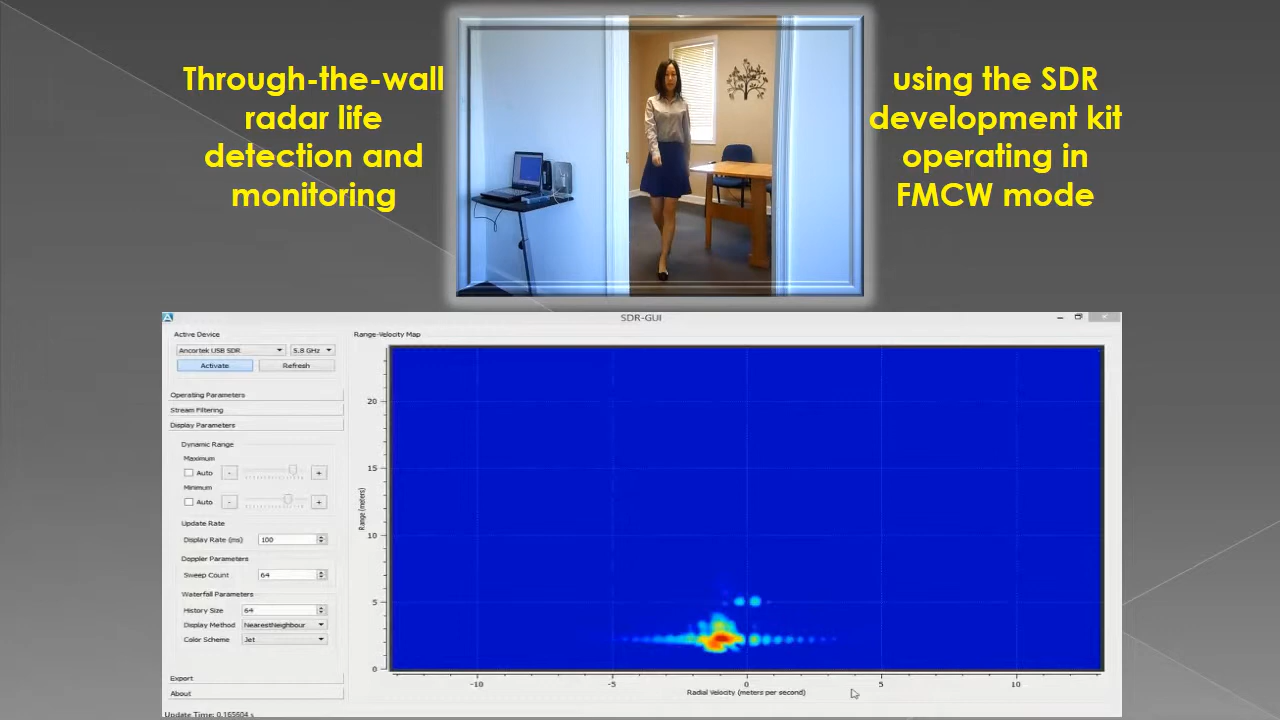 Through-the-wall
radar life
detection and
monitoring
using the SDR
development kit
operating in
FMCW mode
SDR-GUI
Active Device
Ancortek USB SDR
5.8 GHz
Activate
Refresh
Operating Parameters
Stream Filtering
Display Parameters
Dynamic Range
Maximum
Auto
-
+
Minimum
Auto
-
+
Update Rate
Display Rate (ms)
100
Doppler Parameters
Sweep Count
64
Waterfall Parameters
History Size
64
Display Method
NearestNeighbour
Color Scheme
Jet
Export
About
Update Time: 0.165604 s
Range-Velocity Map
Range (meters)
20
15
10
5
0
-10
-5
0
5
10
Radial Velocity (meters per second)